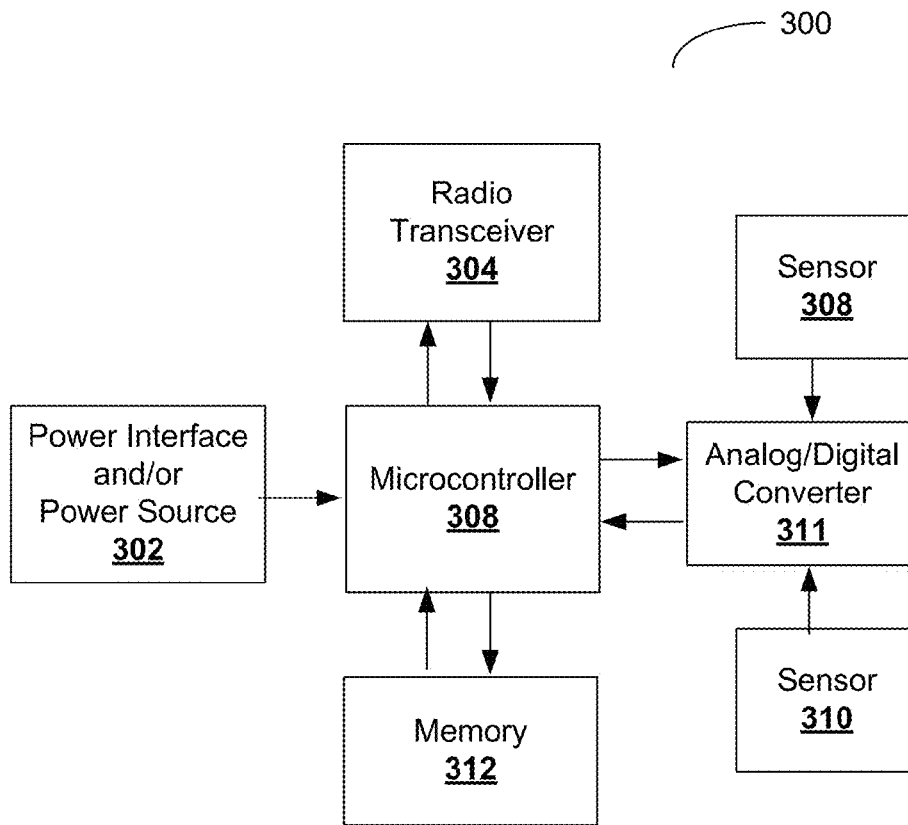 300
Radio
Transceiver
304
Sensor
308
Power Interface
and/or
Power Source
302
Microcontroller
308
Analog/Digital
Converter
311
Memory
312
Sensor
310